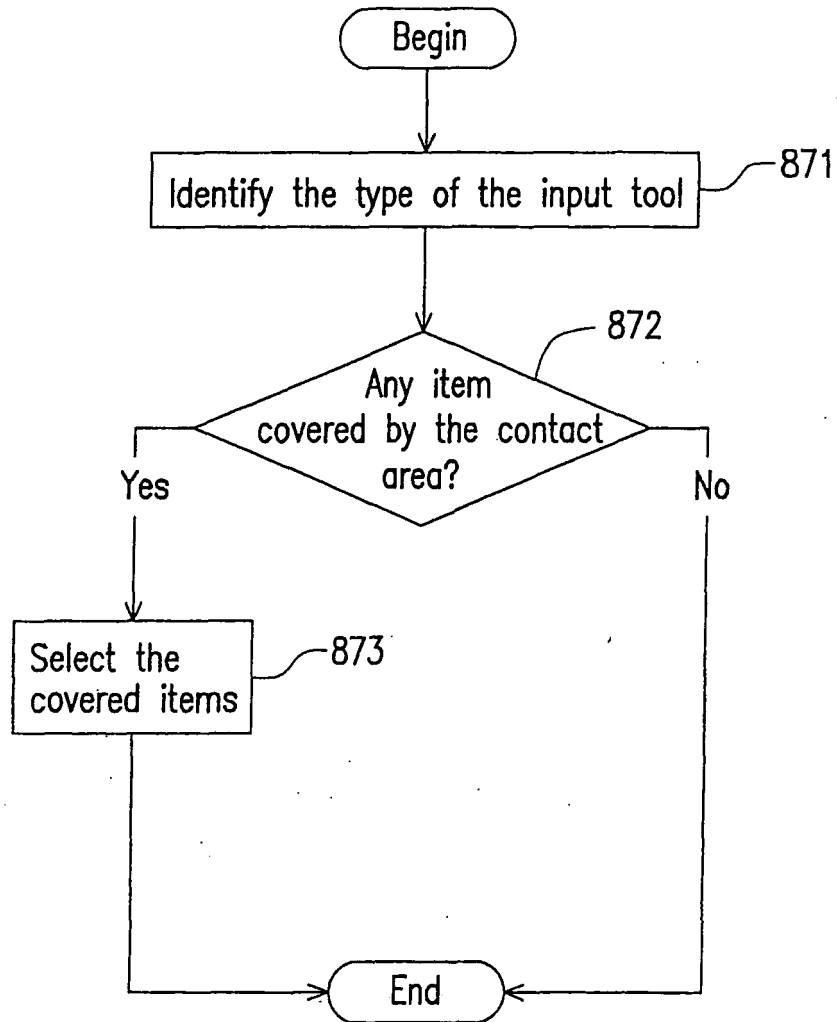 Begin
Identify the type of the input tool
871
872
Any item
covered by the contact
area?
Yes
No
Select the
covered items
873
End